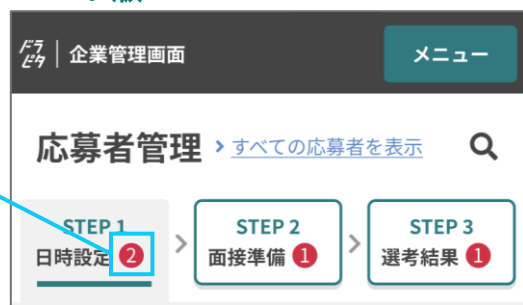 ドラピタ 企業管理画面
メニュー
応募者管理 > すべての応募者を表示
STEP 1
日時設定 2
>
STEP 2
面接準備 1
>
STEP 3
選考結果 1